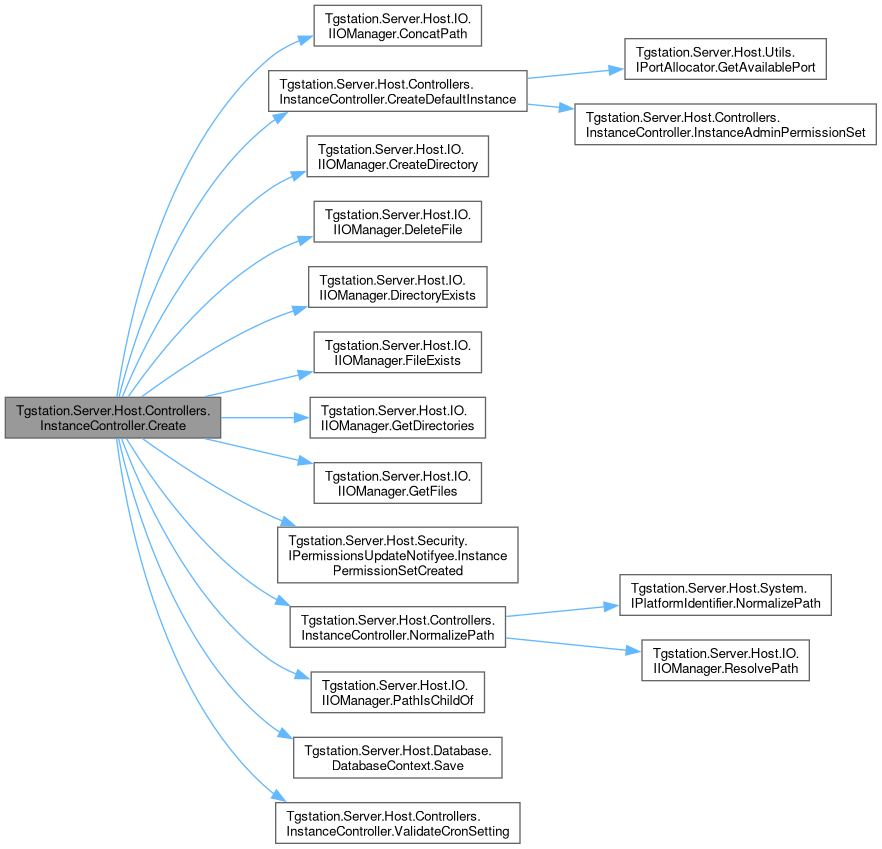 Tgstation.Server.Host.IO.
IIOManager.ConcatPath
Tgstation.Server.Host.Utils.
IPortAllocator.GetAvailablePort
Tgstation.Server.Host.Controllers.
InstanceController.CreateDefaultInstance
Tgstation.Server.Host.Controllers.
InstanceController.InstanceAdminPermissionSet
Tgstation.Server.Host.IO.
IIOManager.CreateDirectory
Tgstation.Server.Host.IO.
IIOManager.DeleteFile
Tgstation.Server.Host.IO.
IIOManager.DirectoryExists
Tgstation.Server.Host.IO.
IIOManager.FileExists
Tgstation.Server.Host.Controllers.
InstanceController.Create
Tgstation.Server.Host.IO.
IIOManager.GetDirectories
Tgstation.Server.Host.IO.
IIOManager.GetFiles
Tgstation.Server.Host.Security.
IPermissionsUpdateNotifyee.Instance
PermissionSetCreated
Tgstation.Server.Host.System.
IPlatformIdentifier.NormalizePath
Tgstation.Server.Host.Controllers.
InstanceController.NormalizePath
Tgstation.Server.Host.IO.
IIOManager.ResolvePath
Tgstation.Server.Host.IO.
IIOManager.PathIsChildOf
Tgstation.Server.Host.Database.
DatabaseContext.Save
Tgstation.Server.Host.Controllers.
InstanceController.ValidateCronSetting